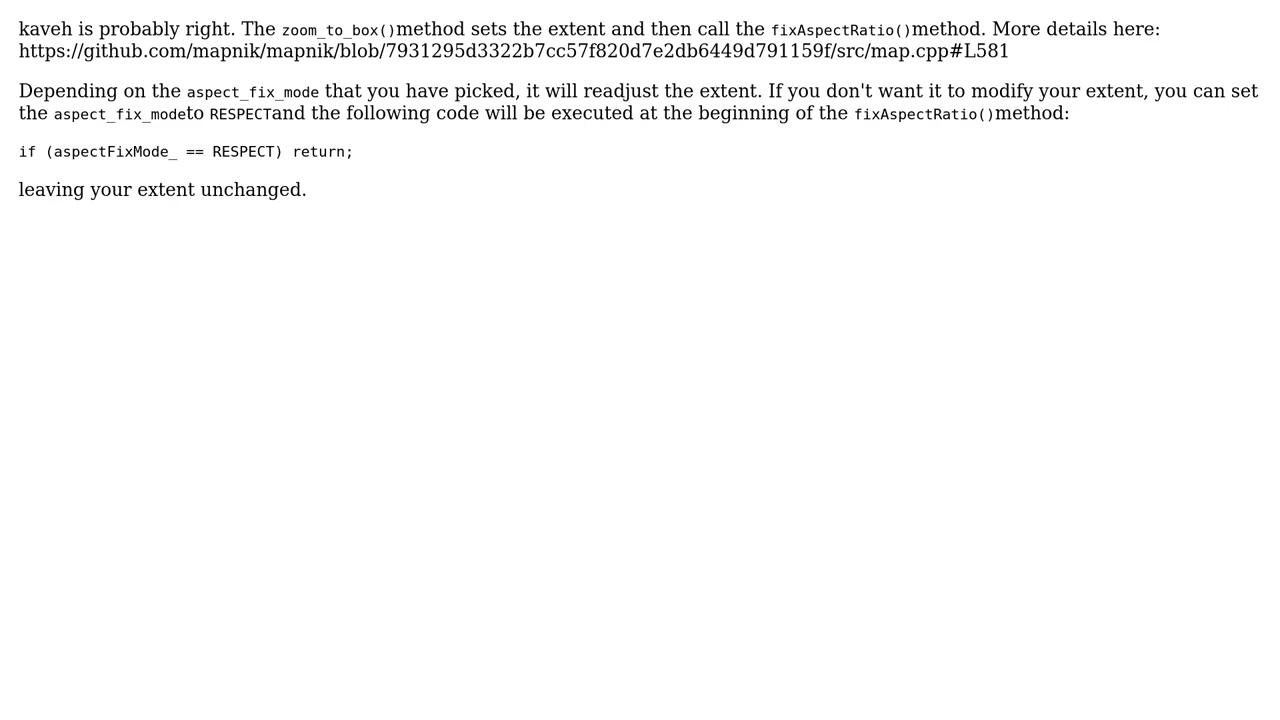 kaveh is probably right. The zoom_to_box()method sets the extent and then call the fixAspectRatio()method. More details here:
https://github.com/mapnik/mapnik/blob/7931295d3322b7cc57f820d7e2db6449d791159f/src/map.cpp#L581
Depending on the aspect_fix_mode that you have picked, it will readjust the extent. If you don't want it to modify your extent, you can set
the aspect_fix_modeto RESPECTand the following code will be executed at the beginning of the fixAspectRatio()method:
if (aspectFixMode_ == RESPECT) return;
leaving your extent unchanged.